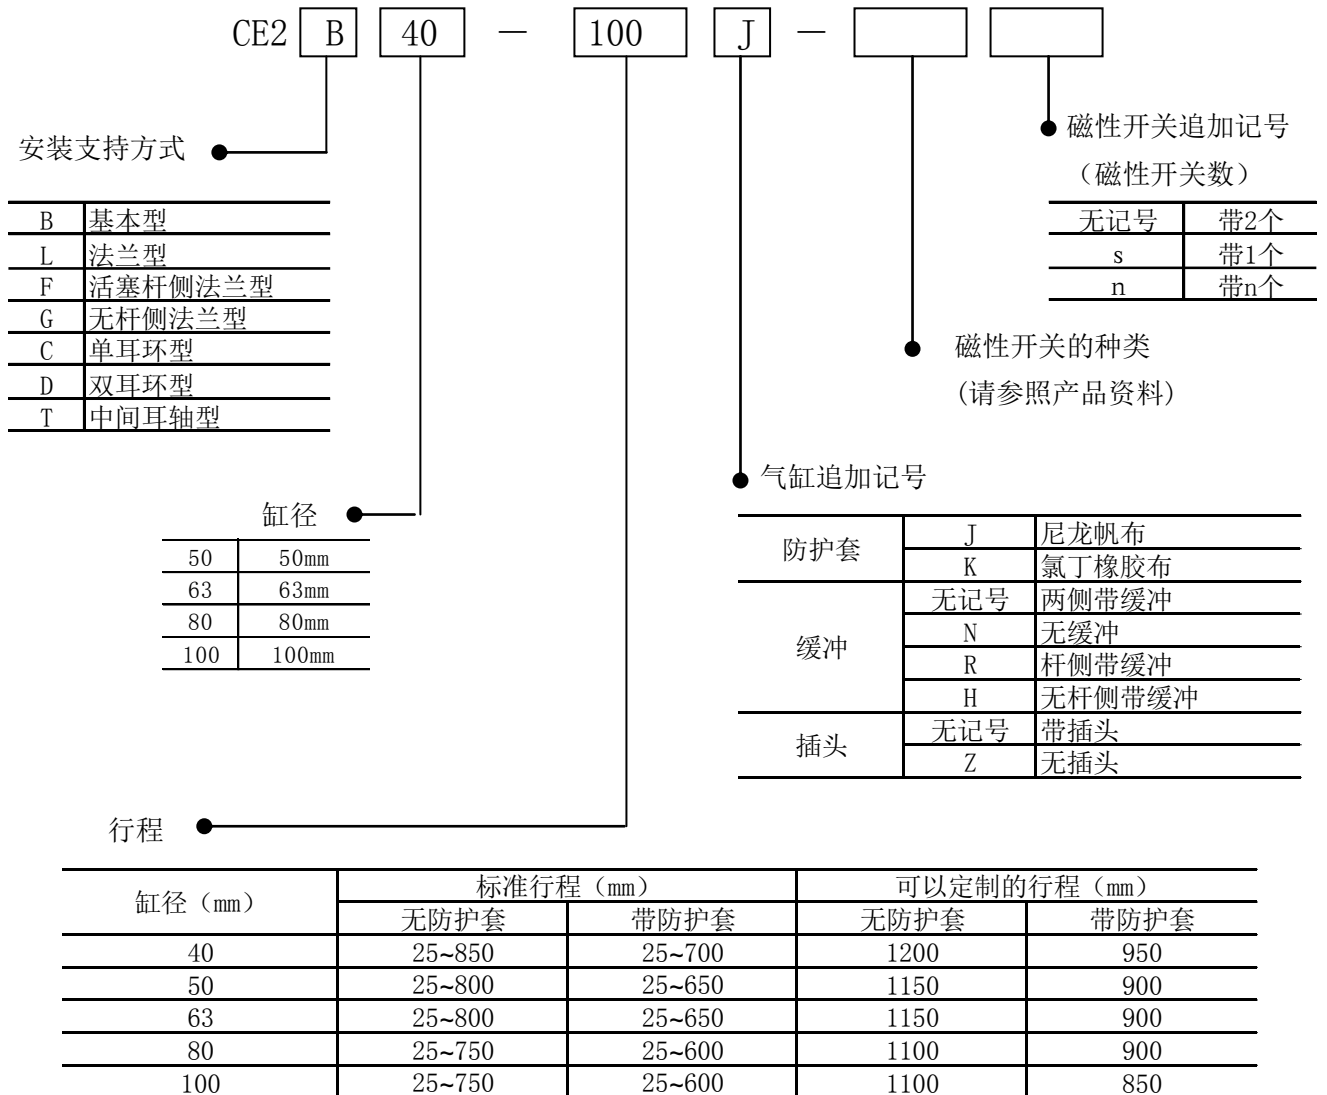 CE2 B 40 — 100 J — 
安装支持方式
B 基本型
L 法兰型
F 活塞杆侧法兰型
G 无杆侧法兰型
C 单耳环型
D 双耳环型
T 中间耳轴型
磁性开关追加记号
（磁性开关数）
无记号 带2个
s 带1个
n 带n个
磁性开关的种类
(请参照产品资料)
气缸追加记号
防护套 J 尼龙帆布
K 氯丁橡胶布
缓冲 无记号 两侧带缓冲
N 无缓冲
R 杆侧带缓冲
H 无杆侧带缓冲
插头 无记号 带插头
Z 无插头
缸径
50 50mm
63 63mm
80 80mm
100 100mm
行程
缸径（mm） 标准行程（mm） 可以定制的行程（mm）
无防护套 带防护套 无防护套 带防护套
40 25~850 25~700 1200 950
50 25~800 25~650 1150 900
63 25~800 25~650 1150 900
80 25~750 25~600 1100 900
100 25~750 25~600 1100 850